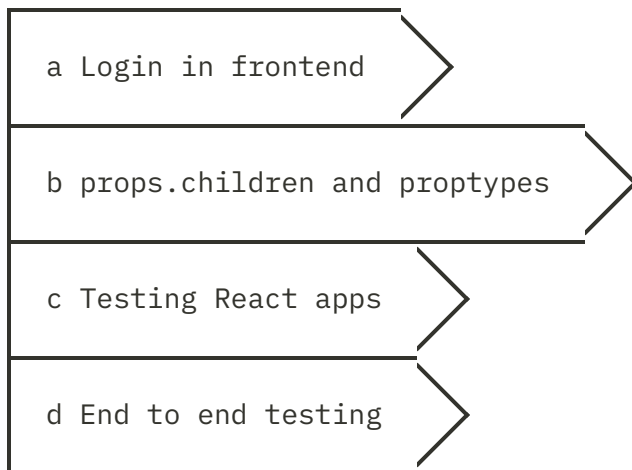 a Login in frontend
b props.children and proptypes
c Testing React apps
d End to end testing